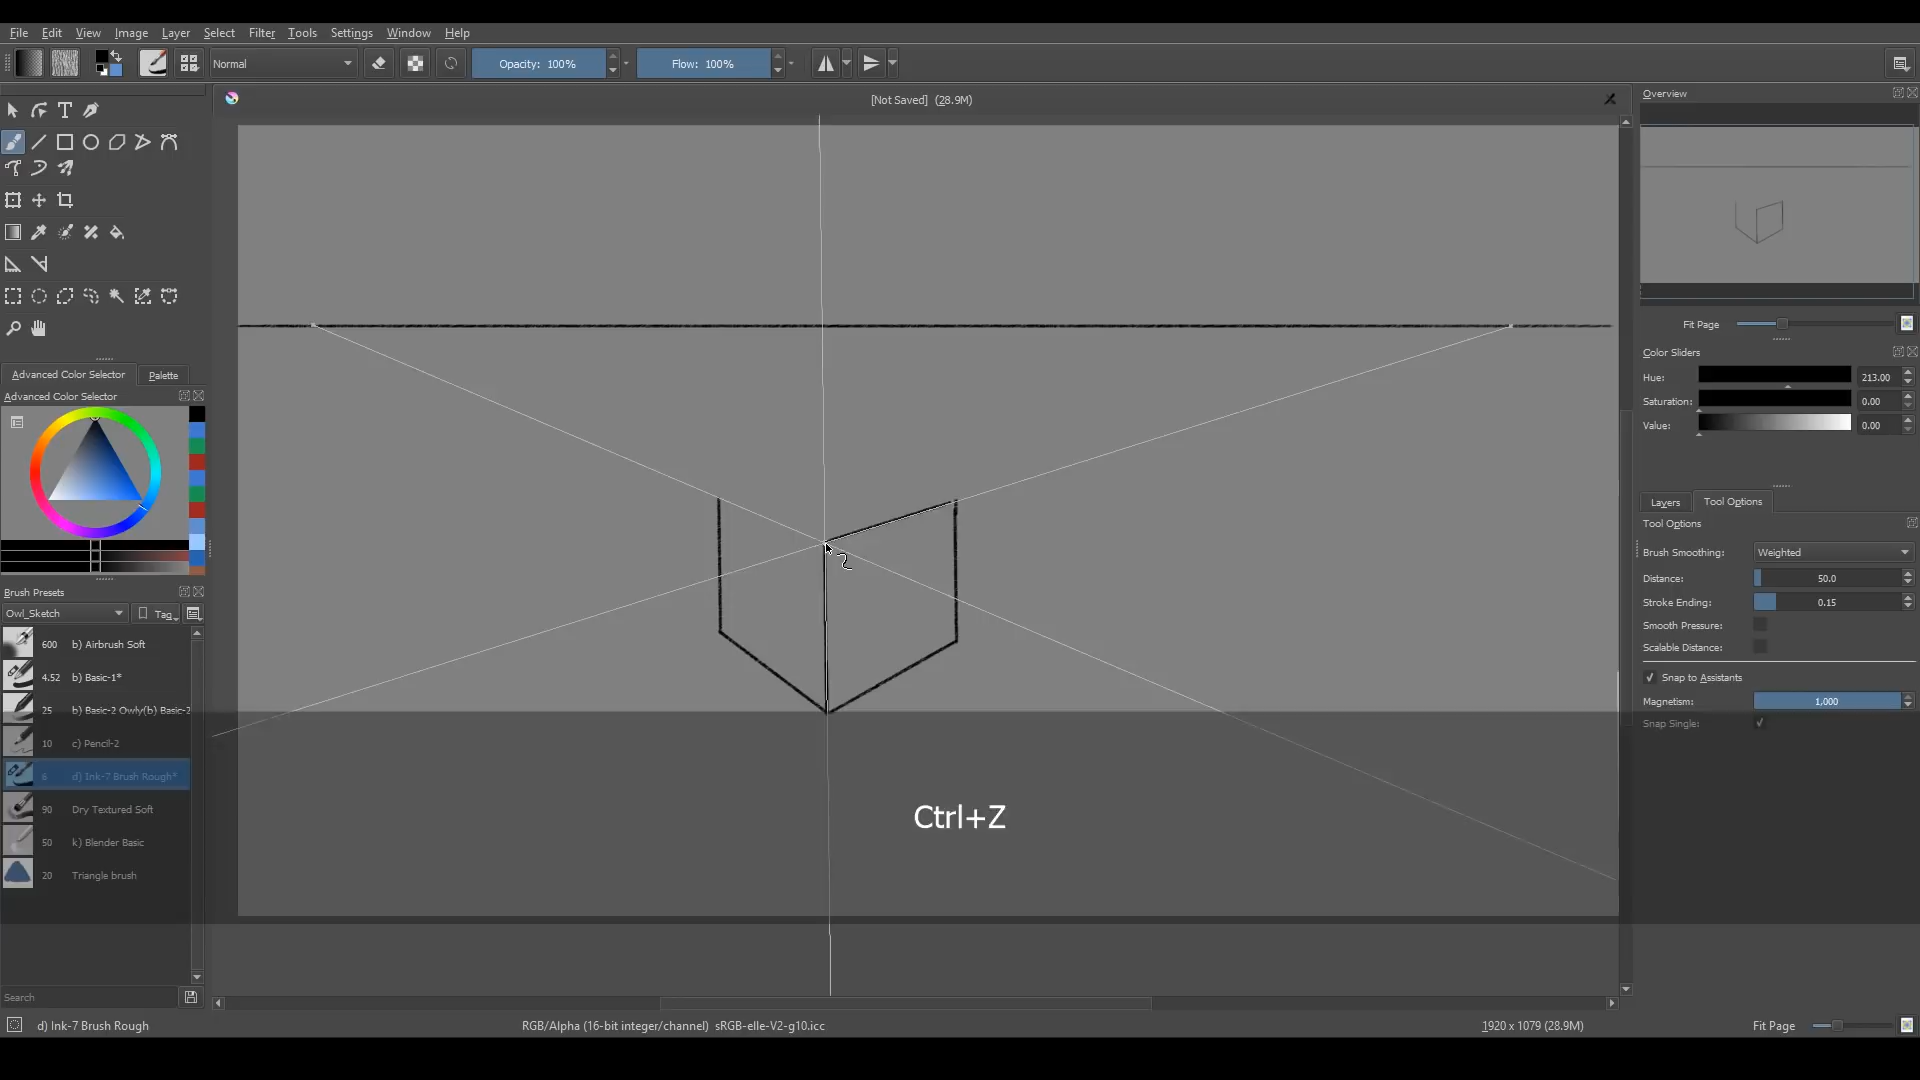 File Edit View Image Layer Select Filter Tools Settings Window Help
Normal Opacity: 100% Flow: 100%
[Not Saved] (28.9M)
Overview
Fit Page
Color Sliders
Hue: 213.00
Saturation: 0.00
Value: 0.00
Advanced Color Selector Palette
Advanced Color Selector
Brush Presets
Owl_Sketch Tag
600 b) Airbrush Soft
4.52 b) Basic-1*
25 b) Basic-2 Owly(b) Basic-2
10 c) Pencil-2
6 d) Ink-7 Brush Rough*
90 Dry Textured Soft
50 k) Blender Basic
20 Triangle brush
Search
Layers Tool Options
Tool Options
Brush Smoothing: Weighted
Distance: 50.0
Stroke Ending: 0.15
Smooth Pressure:
Scalable Distance:
Snap to Assistants
Magnetism: 1,000
Snap Single:
Ctrl+Z
d) Ink-7 Brush Rough RGB/Alpha (16-bit integer/channel) sRGB-elle-V2-g10.icc 1920 x 1079 (28.9M) Fit Page